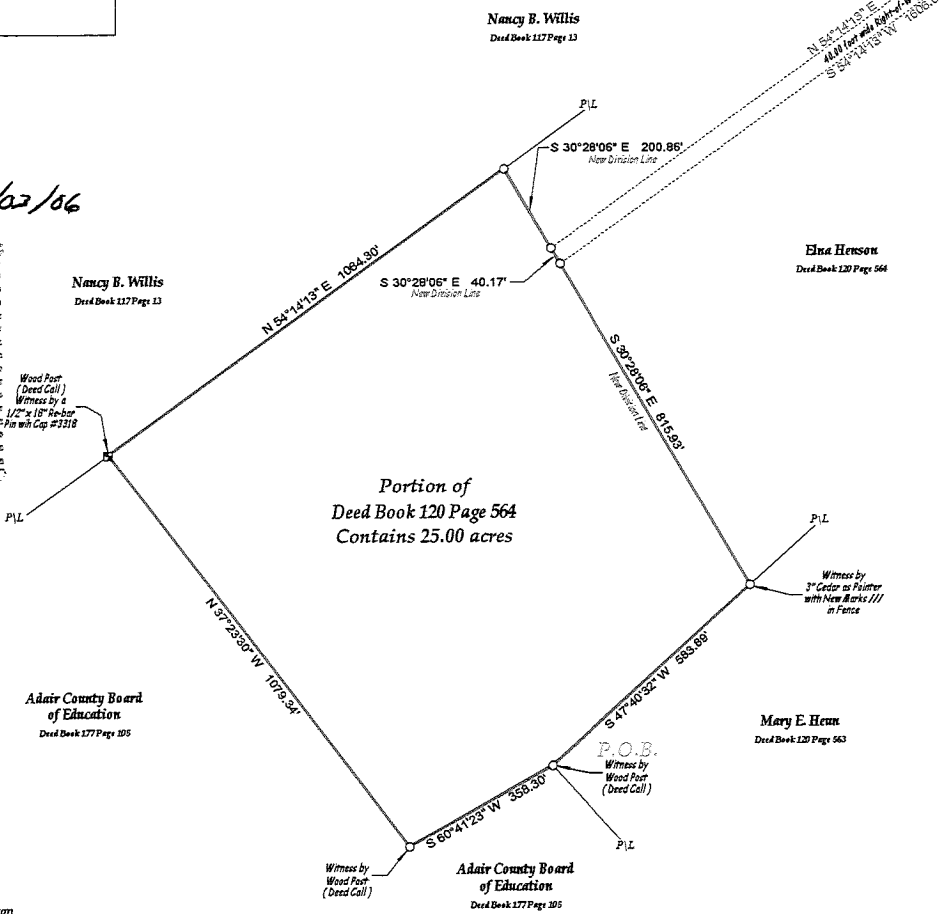 Nancy B. Willis
Deed Book 117 Page 13
N 54°14'13" E
40.00 foot wide Right-of-W
S 54°14'13" W 1606.
P\L
S 30°28'06" E 200.86'
New Division Line
/03/06
Nancy B. Willis
Deed Book 117 Page 13
N 54°14'13" E 1064.30'
S 30°28'06" E 40.17'
New Division Line
Elna Henson
Deed Book 120 Page 564
Wood Post
(Deed Call)
Witness by a
1/2" x 18" Re-bar
Pin wih Cap #3318
S 30°28'06" E 815.93'
New Division Line
P\L
Portion of
Deed Book 120 Page 564
Contains 25.00 acres
P\L
Witness by
3" Cedar as Pointer
with New Marks ///
in Fence
N 37°23'30" W 1079.34'
S 47°40'32" W 583.89'
Adair County Board
of Education
Deed Book 177 Page 105
Mary E. Heun
Deed Book 120 Page 563
P.O.B.
Witness by
Wood Post
(Deed Call)
S 60°41'23" W 358.30'
P\L
Witness by
Wood Post
(Deed Call)
Adair County Board
of Education
Deed Book 177 Page 105